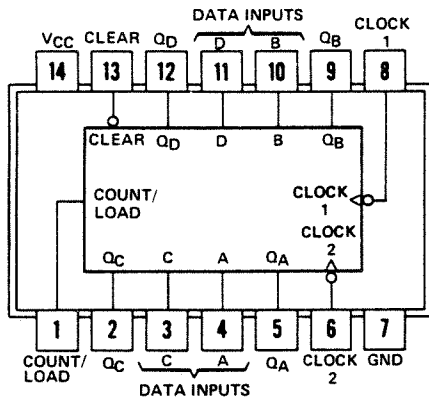 DATA INPUTS
VCC CLEAR QD D B QB CLOCK 1
14 13 12 11 10 9 8
CLEAR QD D B QB
COUNT/
LOAD
CLOCK
1
CLOCK
2
QC C A QA
1 2 3 4 5 6 7
COUNT/
LOAD
QC C A QA CLOCK 2 GND
DATA INPUTS